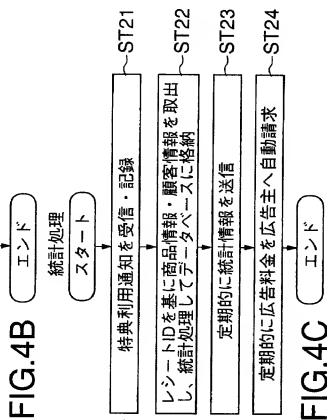 エンド
FIG.4B
統計処理
スタート
特典利用通知を受信・記録
ST21
レシートIDを基に商品情報・顧客情報を取出
し、統計処理してデータベースに格納
ST22
定期的に統計情報を送信
ST23
定期的に広告料金を広告主へ自動請求
ST24
エンド
FIG.4C